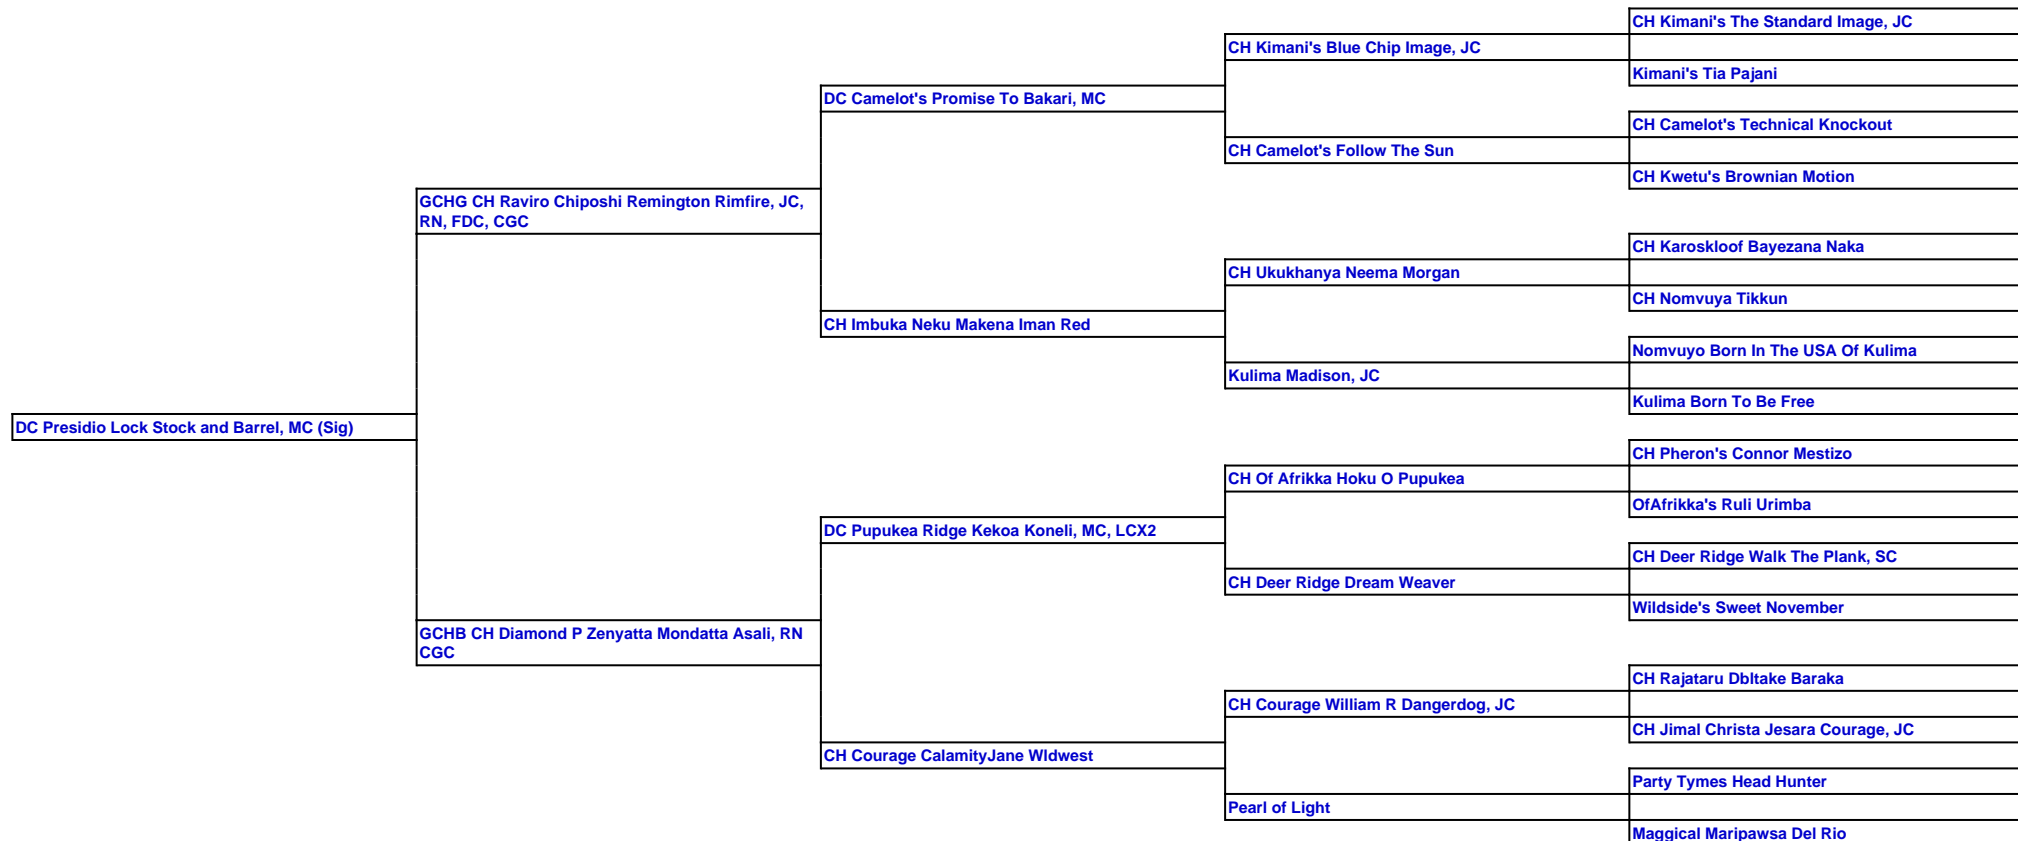 CH Kimani's The Standard Image, JC
CH Kimani's Blue Chip Image, JC
Kimani's Tia Pajani
DC Camelot's Promise To Bakari, MC
CH Camelot's Technical Knockout
CH Camelot's Follow The Sun
CH Kwetu's Brownian Motion
GCHG CH Raviro Chiposhi Remington Rimfire, JC,
RN, FDC, CGC
CH Karoskloof Bayezana Naka
CH Ukukhanya Neema Morgan
CH Nomvuya Tikkun
CH Imbuka Neku Makena Iman Red
Nomvuyo Born In The USA Of Kulima
Kulima Madison, JC
Kulima Born To Be Free
DC Presidio Lock Stock and Barrel, MC (Sig)
CH Pheron's Connor Mestizo
CH Of Afrikka Hoku O Pupukea
OfAfrikka's Ruli Urimba
DC Pupukea Ridge Kekoa Koneli, MC, LCX2
CH Deer Ridge Walk The Plank, SC
CH Deer Ridge Dream Weaver
Wildside's Sweet November
GCHB CH Diamond P Zenyatta Mondatta Asali, RN
CGC
CH Rajataru Dbltake Baraka
CH Courage William R Dangerdog, JC
CH Jimal Christa Jesara Courage, JC
CH Courage CalamityJane Wldwest
Party Tymes Head Hunter
Pearl of Light
Maggical Maripawsa Del Rio